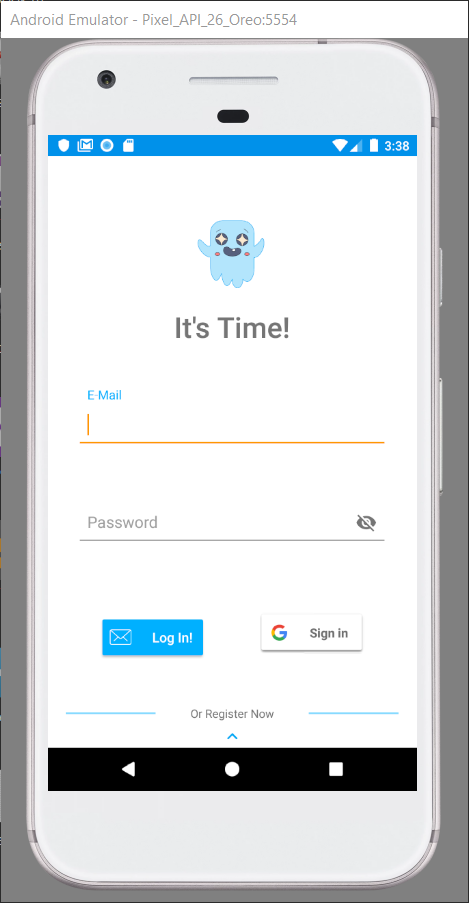 Android Emulator - Pixel_API_26_Oreo:5554
3:38
It's Time!
E-Mail
Password
Log In!
Sign in
Or Register Now